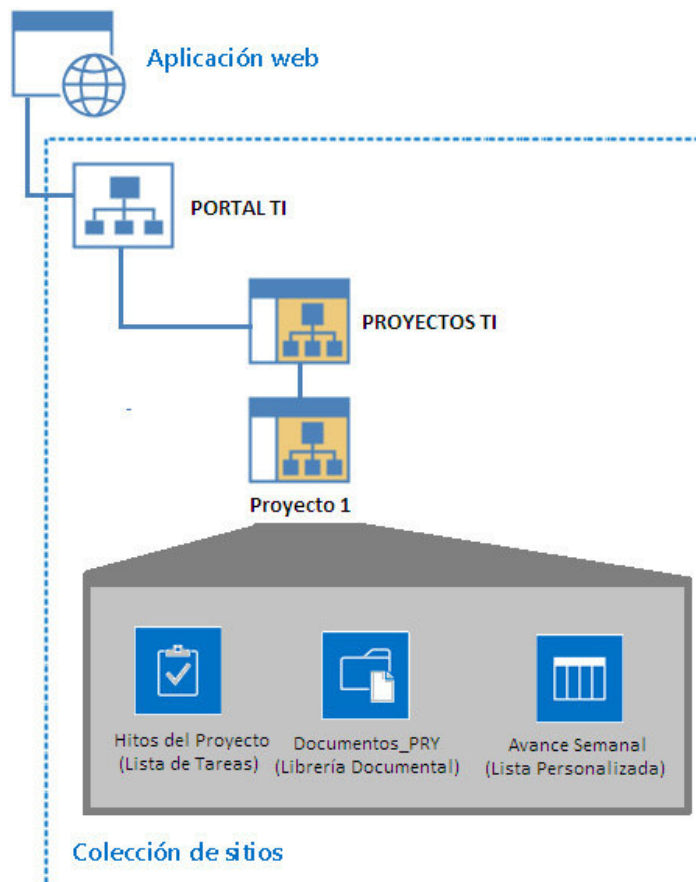 Aplicación web
PORTAL TI
PROYECTOS TI
Proyecto 1
Hitos del Proyecto
(Lista de Tareas)
Documentos_PRY
(Librería Documental)
Avance Semanal
(Lista Personalizada)
Colección de sitios